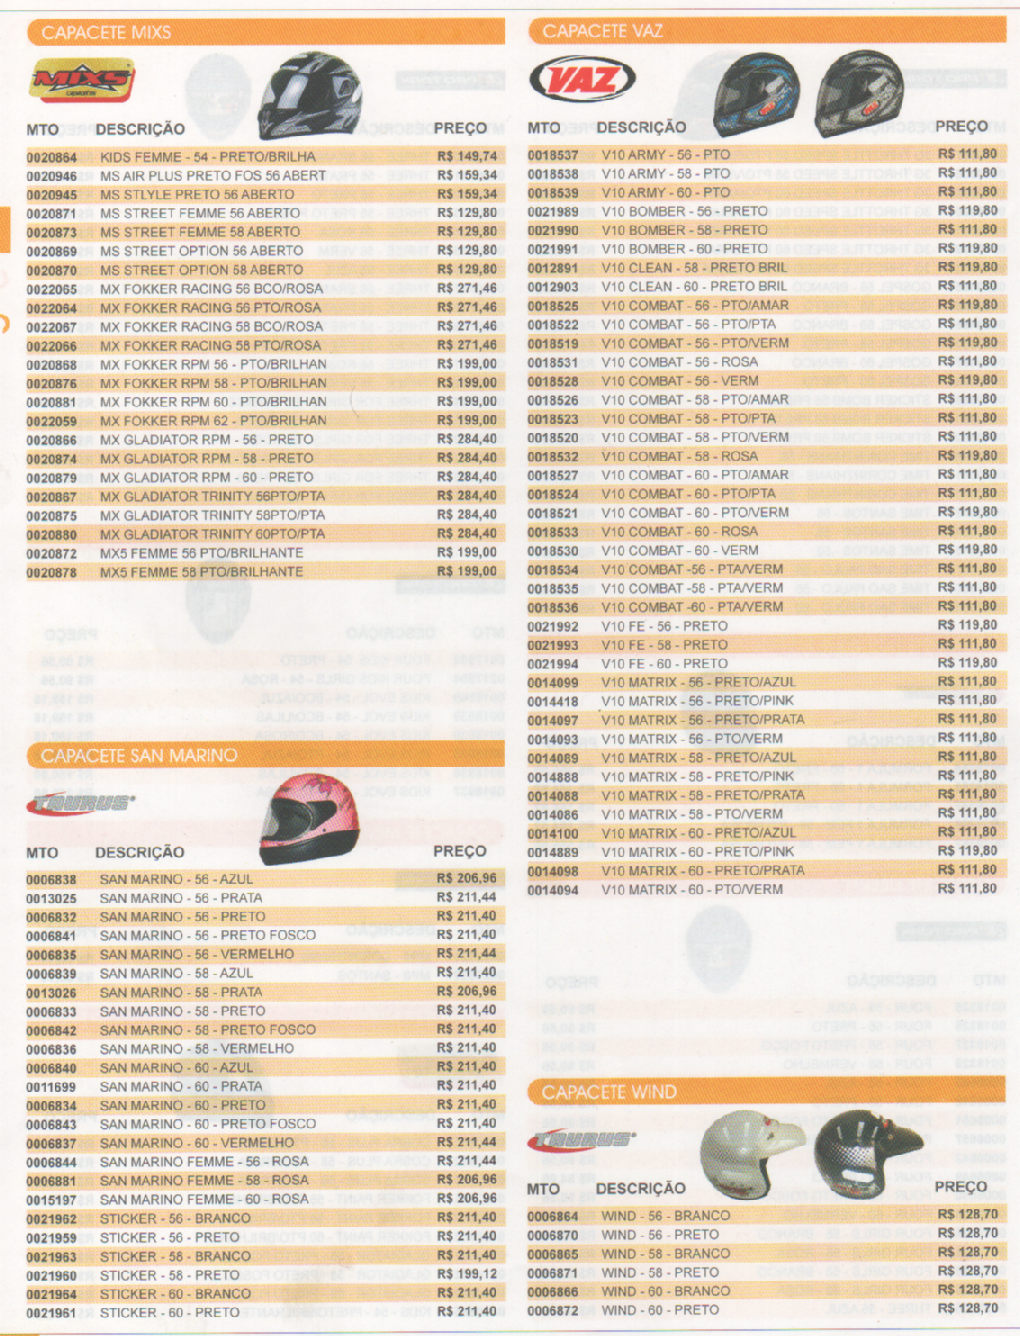 CAPACETE MIXS
MIXS
CAPACETES
MTO DESCRIÇÃO PREÇO
0020864 KIDS FEMME - 54 - PRETO/BRILHA R$ 149,74
0020946 MS AIR PLUS PRETO FOS 56 ABERT R$ 159,34
0020945 MS STLYLE PRETO 56 ABERTO R$ 159,34
0020871 MS STREET FEMME 56 ABERTO R$ 129,80
0020873 MS STREET FEMME 58 ABERTO R$ 129,80
0020869 MS STREET OPTION 56 ABERTO R$ 129,80
0020870 MS STREET OPTION 58 ABERTO R$ 129,80
0022065 MX FOKKER RACING 56 BCO/ROSA R$ 271,46
0022064 MX FOKKER RACING 56 PTO/ROSA R$ 271,46
0022067 MX FOKKER RACING 58 BCO/ROSA R$ 271,46
0022066 MX FOKKER RACING 58 PTO/ROSA R$ 271,46
0020868 MX FOKKER RPM 56 - PTO/BRILHAN R$ 199,00
0020876 MX FOKKER RPM 58 - PTO/BRILHAN R$ 199,00
0020881 MX FOKKER RPM 60 - PTO/BRILHAN R$ 199,00
0022059 MX FOKKER RPM 62 - PTO/BRILHAN R$ 199,00
0020866 MX GLADIATOR RPM - 56 - PRETO R$ 284,40
0020874 MX GLADIATOR RPM - 58 - PRETO R$ 284,40
0020879 MX GLADIATOR RPM - 60 - PRETO R$ 284,40
0020867 MX GLADIATOR TRINITY 56PTO/PTA R$ 284,40
0020875 MX GLADIATOR TRINITY 58PTO/PTA R$ 284,40
0020880 MX GLADIATOR TRINITY 60PTO/PTA R$ 284,40
0020872 MX5 FEMME 56 PTO/BRILHANTE R$ 199,00
0020878 MX5 FEMME 58 PTO/BRILHANTE R$ 199,00
CAPACETE SAN MARINO
TAURUS
MTO DESCRIÇÃO PREÇO
0006838 SAN MARINO - 56 - AZUL R$ 206,96
0013025 SAN MARINO - 56 - PRATA R$ 211,44
0006832 SAN MARINO - 56 - PRETO R$ 211,40
0006841 SAN MARINO - 56 - PRETO FOSCO R$ 211,40
0006835 SAN MARINO - 56 - VERMELHO R$ 211,44
0006839 SAN MARINO - 58 - AZUL R$ 211,40
0013026 SAN MARINO - 58 - PRATA R$ 206,96
0006833 SAN MARINO - 58 - PRETO R$ 211,40
0006842 SAN MARINO - 58 - PRETO FOSCO R$ 211,40
0006836 SAN MARINO - 58 - VERMELHO R$ 211,40
0006840 SAN MARINO - 60 - AZUL R$ 211,40
0011699 SAN MARINO - 60 - PRATA R$ 211,40
0006834 SAN MARINO - 60 - PRETO R$ 211,40
0006843 SAN MARINO - 60 - PRETO FOSCO R$ 211,40
0006837 SAN MARINO - 60 - VERMELHO R$ 211,44
0006844 SAN MARINO FEMME - 56 - ROSA R$ 211,44
0006881 SAN MARINO FEMME - 58 - ROSA R$ 206,96
0015197 SAN MARINO FEMME - 60 - ROSA R$ 206,96
0021962 STICKER - 56 - BRANCO R$ 211,40
0021959 STICKER - 56 - PRETO R$ 211,40
0021963 STICKER - 58 - BRANCO R$ 211,40
0021960 STICKER - 58 - PRETO R$ 199,12
0021964 STICKER - 60 - BRANCO R$ 211,40
0021961 STICKER - 60 - PRETO R$ 211,40
CAPACETE VAZ
VAZ
MTO DESCRIÇÃO PREÇO
0018537 V10 ARMY - 56 - PTO R$ 111,80
0018538 V10 ARMY - 58 - PTO R$ 111,80
0018539 V10 ARMY - 60 - PTO R$ 111,80
0021989 V10 BOMBER - 56 - PRETO R$ 119,80
0021990 V10 BOMBER - 58 - PRETO R$ 111,80
0021991 V10 BOMBER - 60 - PRETO R$ 119,80
0012891 V10 CLEAN - 58 - PRETO BRIL R$ 119,80
0012903 V10 CLEAN - 60 - PRETO BRIL R$ 111,80
0018525 V10 COMBAT - 56 - PTO/AMAR R$ 119,80
0018522 V10 COMBAT - 56 - PTO/PTA R$ 111,80
0018519 V10 COMBAT - 56 - PTO/VERM R$ 119,80
0018531 V10 COMBAT - 56 - ROSA R$ 111,80
0018528 V10 COMBAT - 56 - VERM R$ 119,80
0018526 V10 COMBAT - 58 - PTO/AMAR R$ 111,80
0018523 V10 COMBAT - 58 - PTO/PTA R$ 111,80
0018520 V10 COMBAT - 58 - PTO/VERM R$ 119,80
0018532 V10 COMBAT - 58 - ROSA R$ 119,80
0018527 V10 COMBAT - 60 - PTO/AMAR R$ 111,80
0018524 V10 COMBAT - 60 - PTO/PTA R$ 111,80
0018521 V10 COMBAT - 60 - PTO/VERM R$ 119,80
0018533 V10 COMBAT - 60 - ROSA R$ 111,80
0018530 V10 COMBAT - 60 - VERM R$ 119,80
0018534 V10 COMBAT -56 - PTA/VERM R$ 111,80
0018535 V10 COMBAT -58 - PTA/VERM R$ 111,80
0018536 V10 COMBAT -60 - PTA/VERM R$ 111,80
0021992 V10 FE - 56 - PRETO R$ 119,80
0021993 V10 FE - 58 - PRETO R$ 111,80
0021994 V10 FE - 60 - PRETO R$ 119,80
0014099 V10 MATRIX - 56 - PRETO/AZUL R$ 111,80
0014418 V10 MATRIX - 56 - PRETO/PINK R$ 111,80
0014097 V10 MATRIX - 56 - PRETO/PRATA R$ 111,80
0014093 V10 MATRIX - 56 - PTO/VERM R$ 111,80
0014089 V10 MATRIX - 58 - PRETO/AZUL R$ 111,80
0014888 V10 MATRIX - 58 - PRETO/PINK R$ 111,80
0014088 V10 MATRIX - 58 - PRETO/PRATA R$ 111,80
0014086 V10 MATRIX - 58 - PTO/VERM R$ 111,80
0014100 V10 MATRIX - 60 - PRETO/AZUL R$ 111,80
0014889 V10 MATRIX - 60 - PRETO/PINK R$ 119,80
0014098 V10 MATRIX - 60 - PRETO/PRATA R$ 111,80
0014094 V10 MATRIX - 60 - PTO/VERM R$ 111,80
CAPACETE WIND
TAURUS
MTO DESCRIÇÃO PREÇO
0006864 WIND - 56 - BRANCO R$ 128,70
0006870 WIND - 56 - PRETO R$ 128,70
0006865 WIND - 58 - BRANCO R$ 128,70
0006871 WIND - 58 - PRETO R$ 128,70
0006866 WIND - 60 - BRANCO R$ 128,70
0006872 WIND - 60 - PRETO R$ 128,70